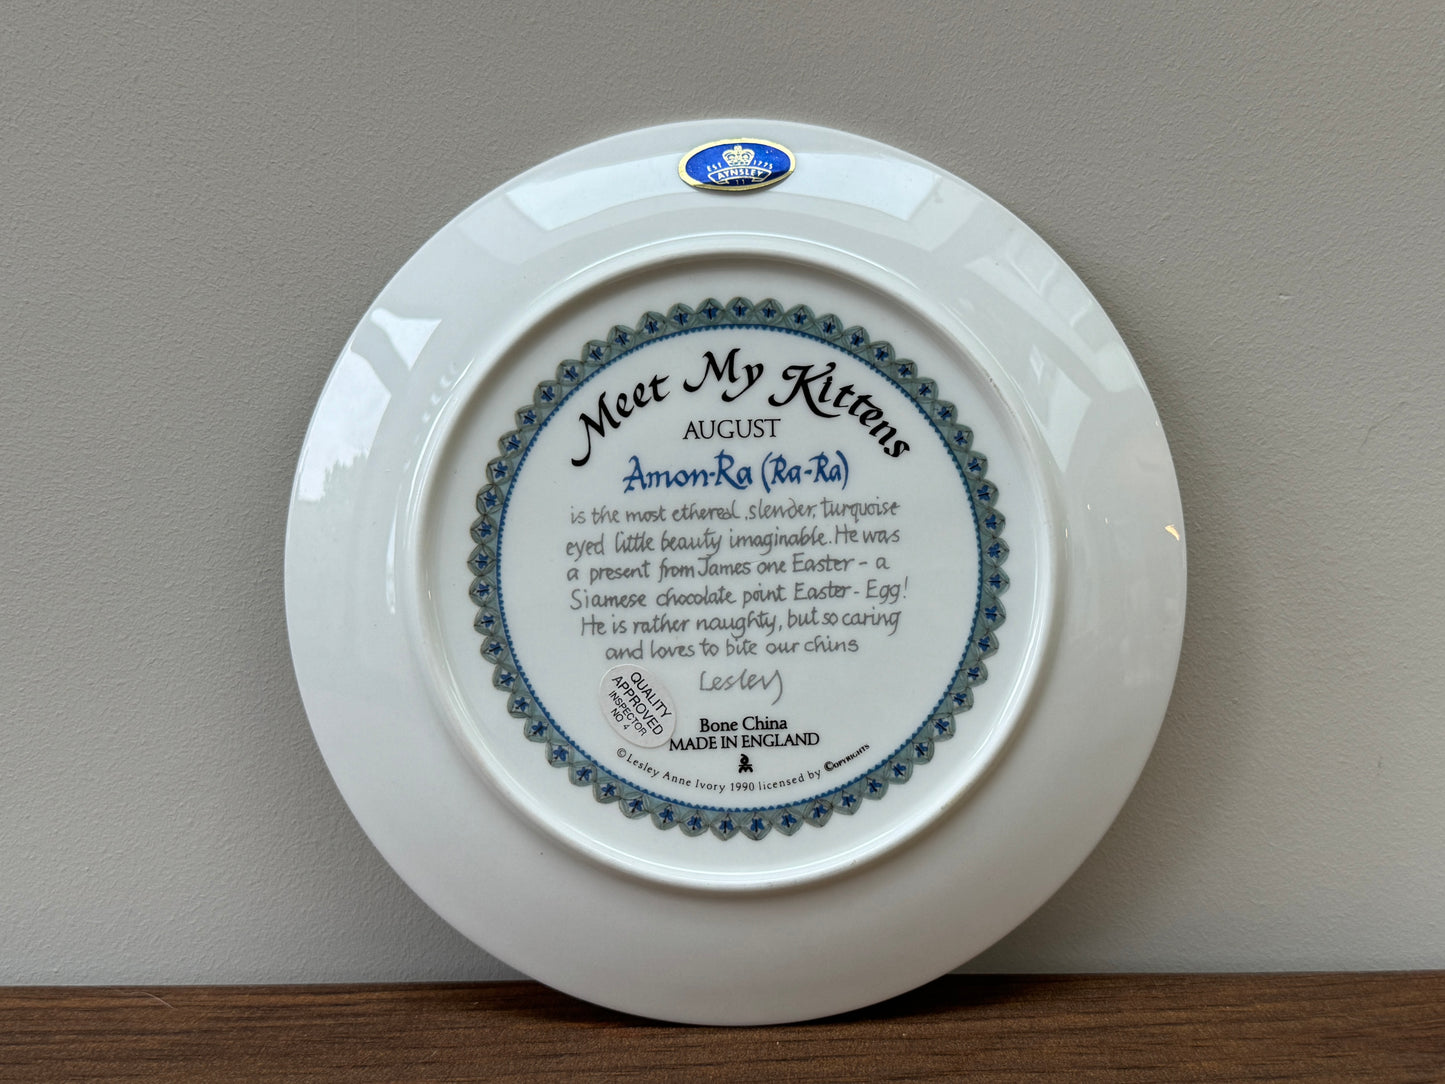 EST 1775
AYNSLEY
Meet My Kittens
AUGUST
Amon-Ra (Ra-Ra)
is the most ethereal, slender, turquoise
eyed little beauty imaginable. He was
a present from James one Easter - a
Siamese chocolate point Easter - Egg!
He is rather naughty, but so caring
and loves to bite our chins
Lesley
QUALITY
APPROVED
INSPECTOR
NO 4
Bone China
MADE IN ENGLAND
© Lesley Anne Ivory 1990 licensed by ©OPYRIGHTS